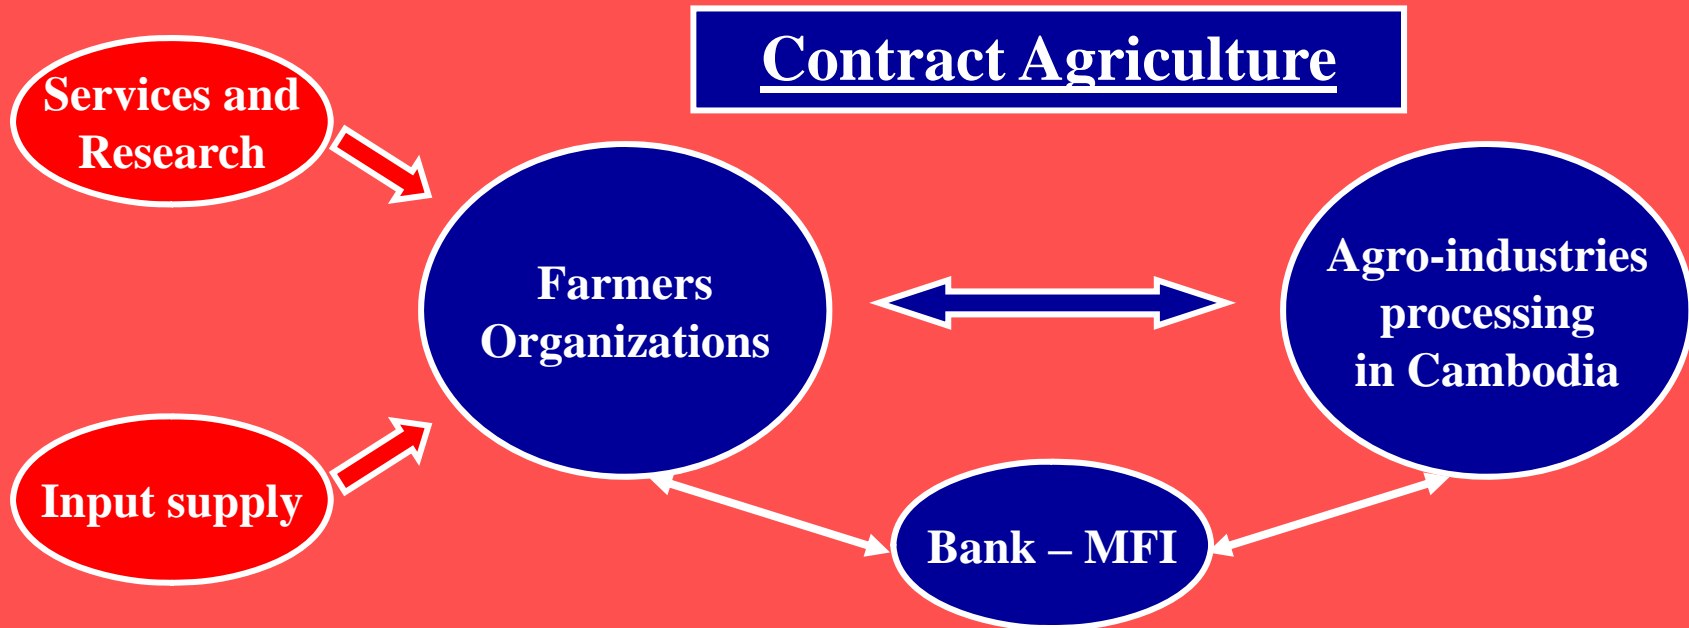 Contract Agriculture
Services and
Research
Farmers
Organizations
Agro-industries
processing
in Cambodia
Input supply
Bank – MFI